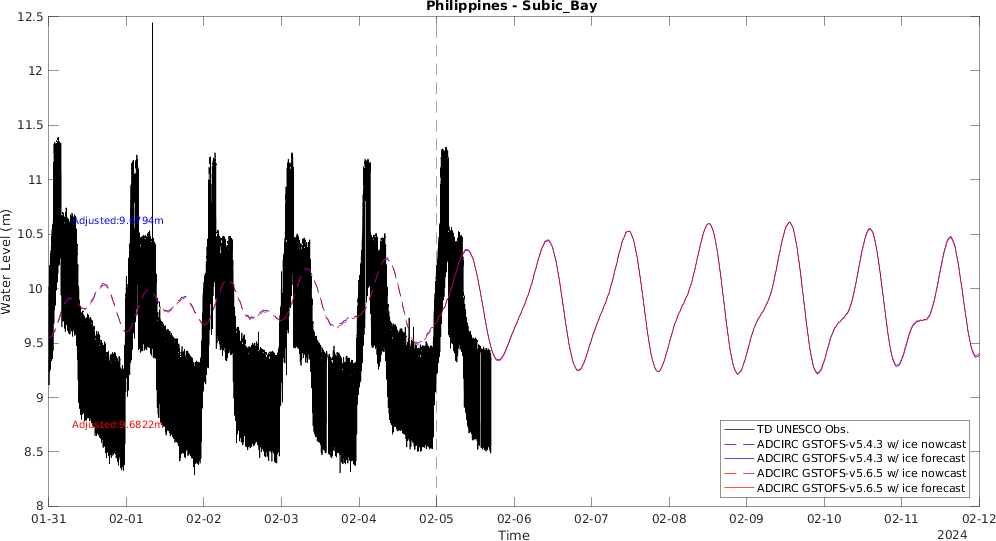 Philippines - Subic_Bay
Water Level (m)
12.5
12
11.5
11
10.5
10
9.5
9
8.5
8
Adjusted:9.6794m
Adjusted:9.6822m
TD UNESCO Obs.
ADCIRC GSTOFS-v5.4.3 w/ ice nowcast
ADCIRC GSTOFS-v5.4.3 w/ ice forecast
ADCIRC GSTOFS-v5.6.5 w/ ice nowcast
ADCIRC GSTOFS-v5.6.5 w/ ice forecast
01-31 02-01 02-02 02-03 02-04 02-05 02-06 02-07 02-08 02-09 02-10 02-11 02-12
Time
2024